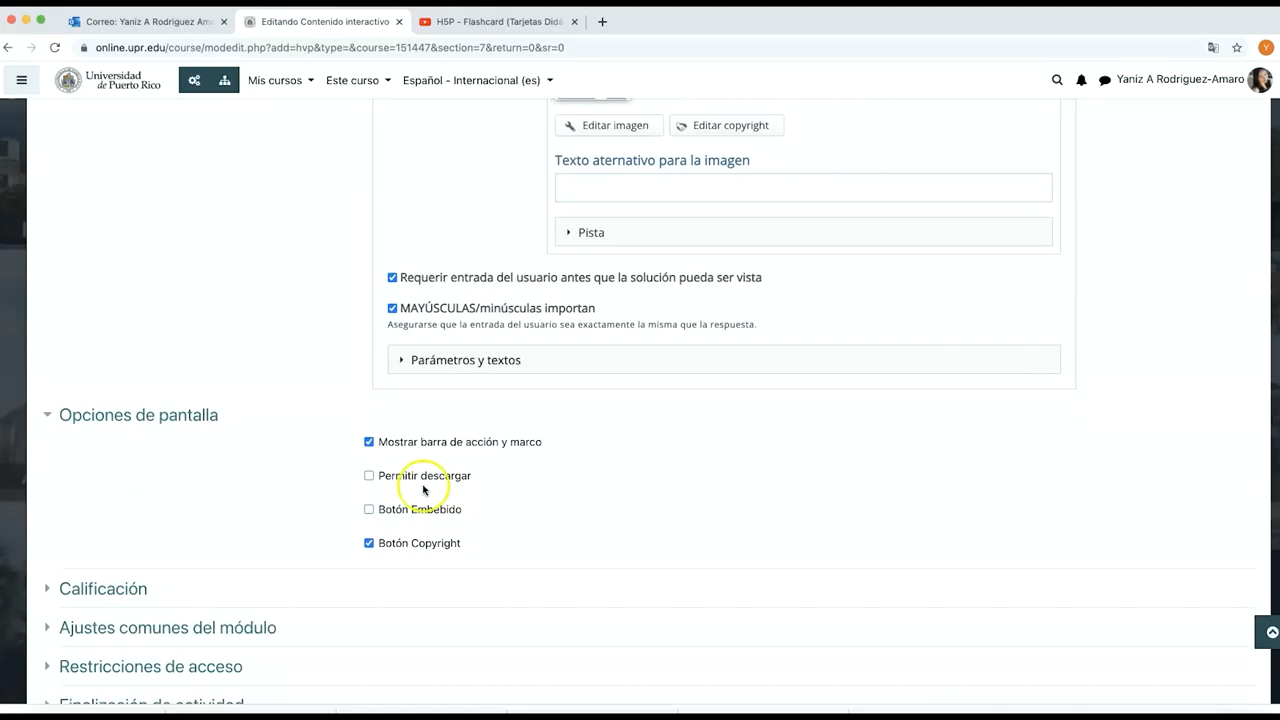 Correo: Yaniz A Rodriguez Am
Editando Contenido interactivo
H5P - Flashcard (Tarjetas Didá
online.upr.edu/course/modedit.php?add=hvp&type=&course=151447&section=7&return=0&sr=0
Universidad
de Puerto Rico
Mis cursos
Este curso
Español - Internacional (es)
Yaniz A Rodriguez-Amaro
Editar imagen
Editar copyright
Texto aternativo para la imagen
Pista
Requerir entrada del usuario antes que la solución pueda ser vista
MAYÚSCULAS/minúsculas importan
Asegurarse que la entrada del usuario sea exactamente la misma que la respuesta.
Parámetros y textos
Opciones de pantalla
Mostrar barra de acción y marco
Permitir descargar
Botón Embebido
Botón Copyright
Calificación
Ajustes comunes del módulo
Restricciones de acceso
Finalización de actividad